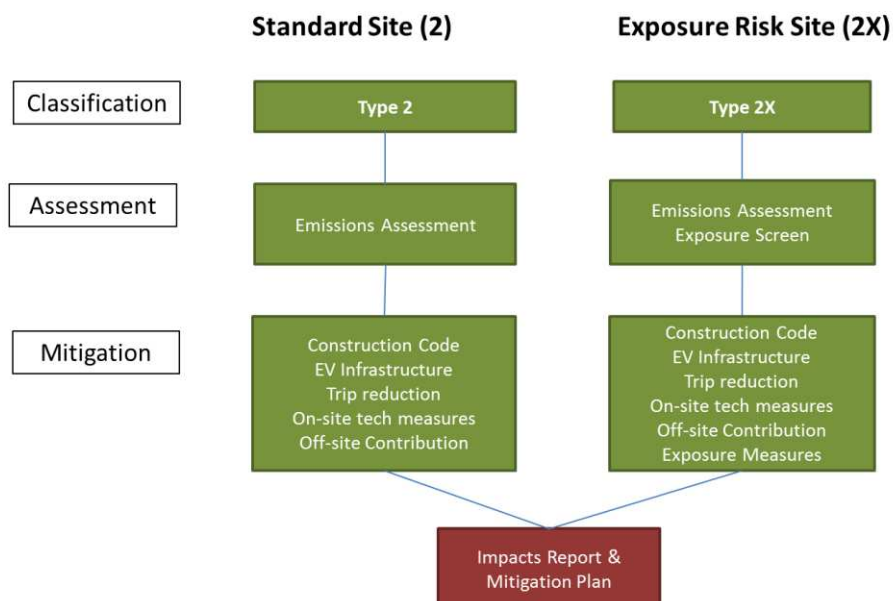 Standard Site (2)
Exposure Risk Site (2X)
Classification
Type 2
Type 2X
Assessment
Emissions Assessment
Emissions Assessment
Exposure Screen
Mitigation
Construction Code
EV Infrastructure
Trip reduction
On-site tech measures
Off-site Contribution
Construction Code
EV Infrastructure
Trip reduction
On-site tech measures
Off-site Contribution
Exposure Measures
Impacts Report &
Mitigation Plan